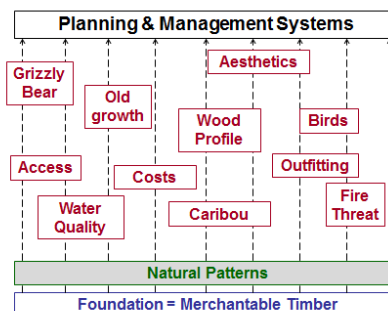 Planning & Management Systems
Aesthetics
Grizzly
Bear
Old
growth
Wood
Profile
Birds
Access
Costs
Outfitting
Water
Quality
Caribou
Fire
Threat
Natural Patterns
Foundation = Merchantable Timber